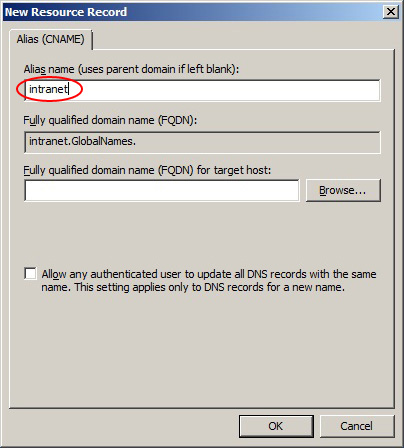 New Resource Record
Alias (CNAME)
Alias name (uses parent domain if left blank):
intranet
Fully qualified domain name (FQDN):
intranet.GlobalNames.
Fully qualified domain name (FQDN) for target host:
Browse...
Allow any authenticated user to update all DNS records with the same
name. This setting applies only to DNS records for a new name.
OK
Cancel